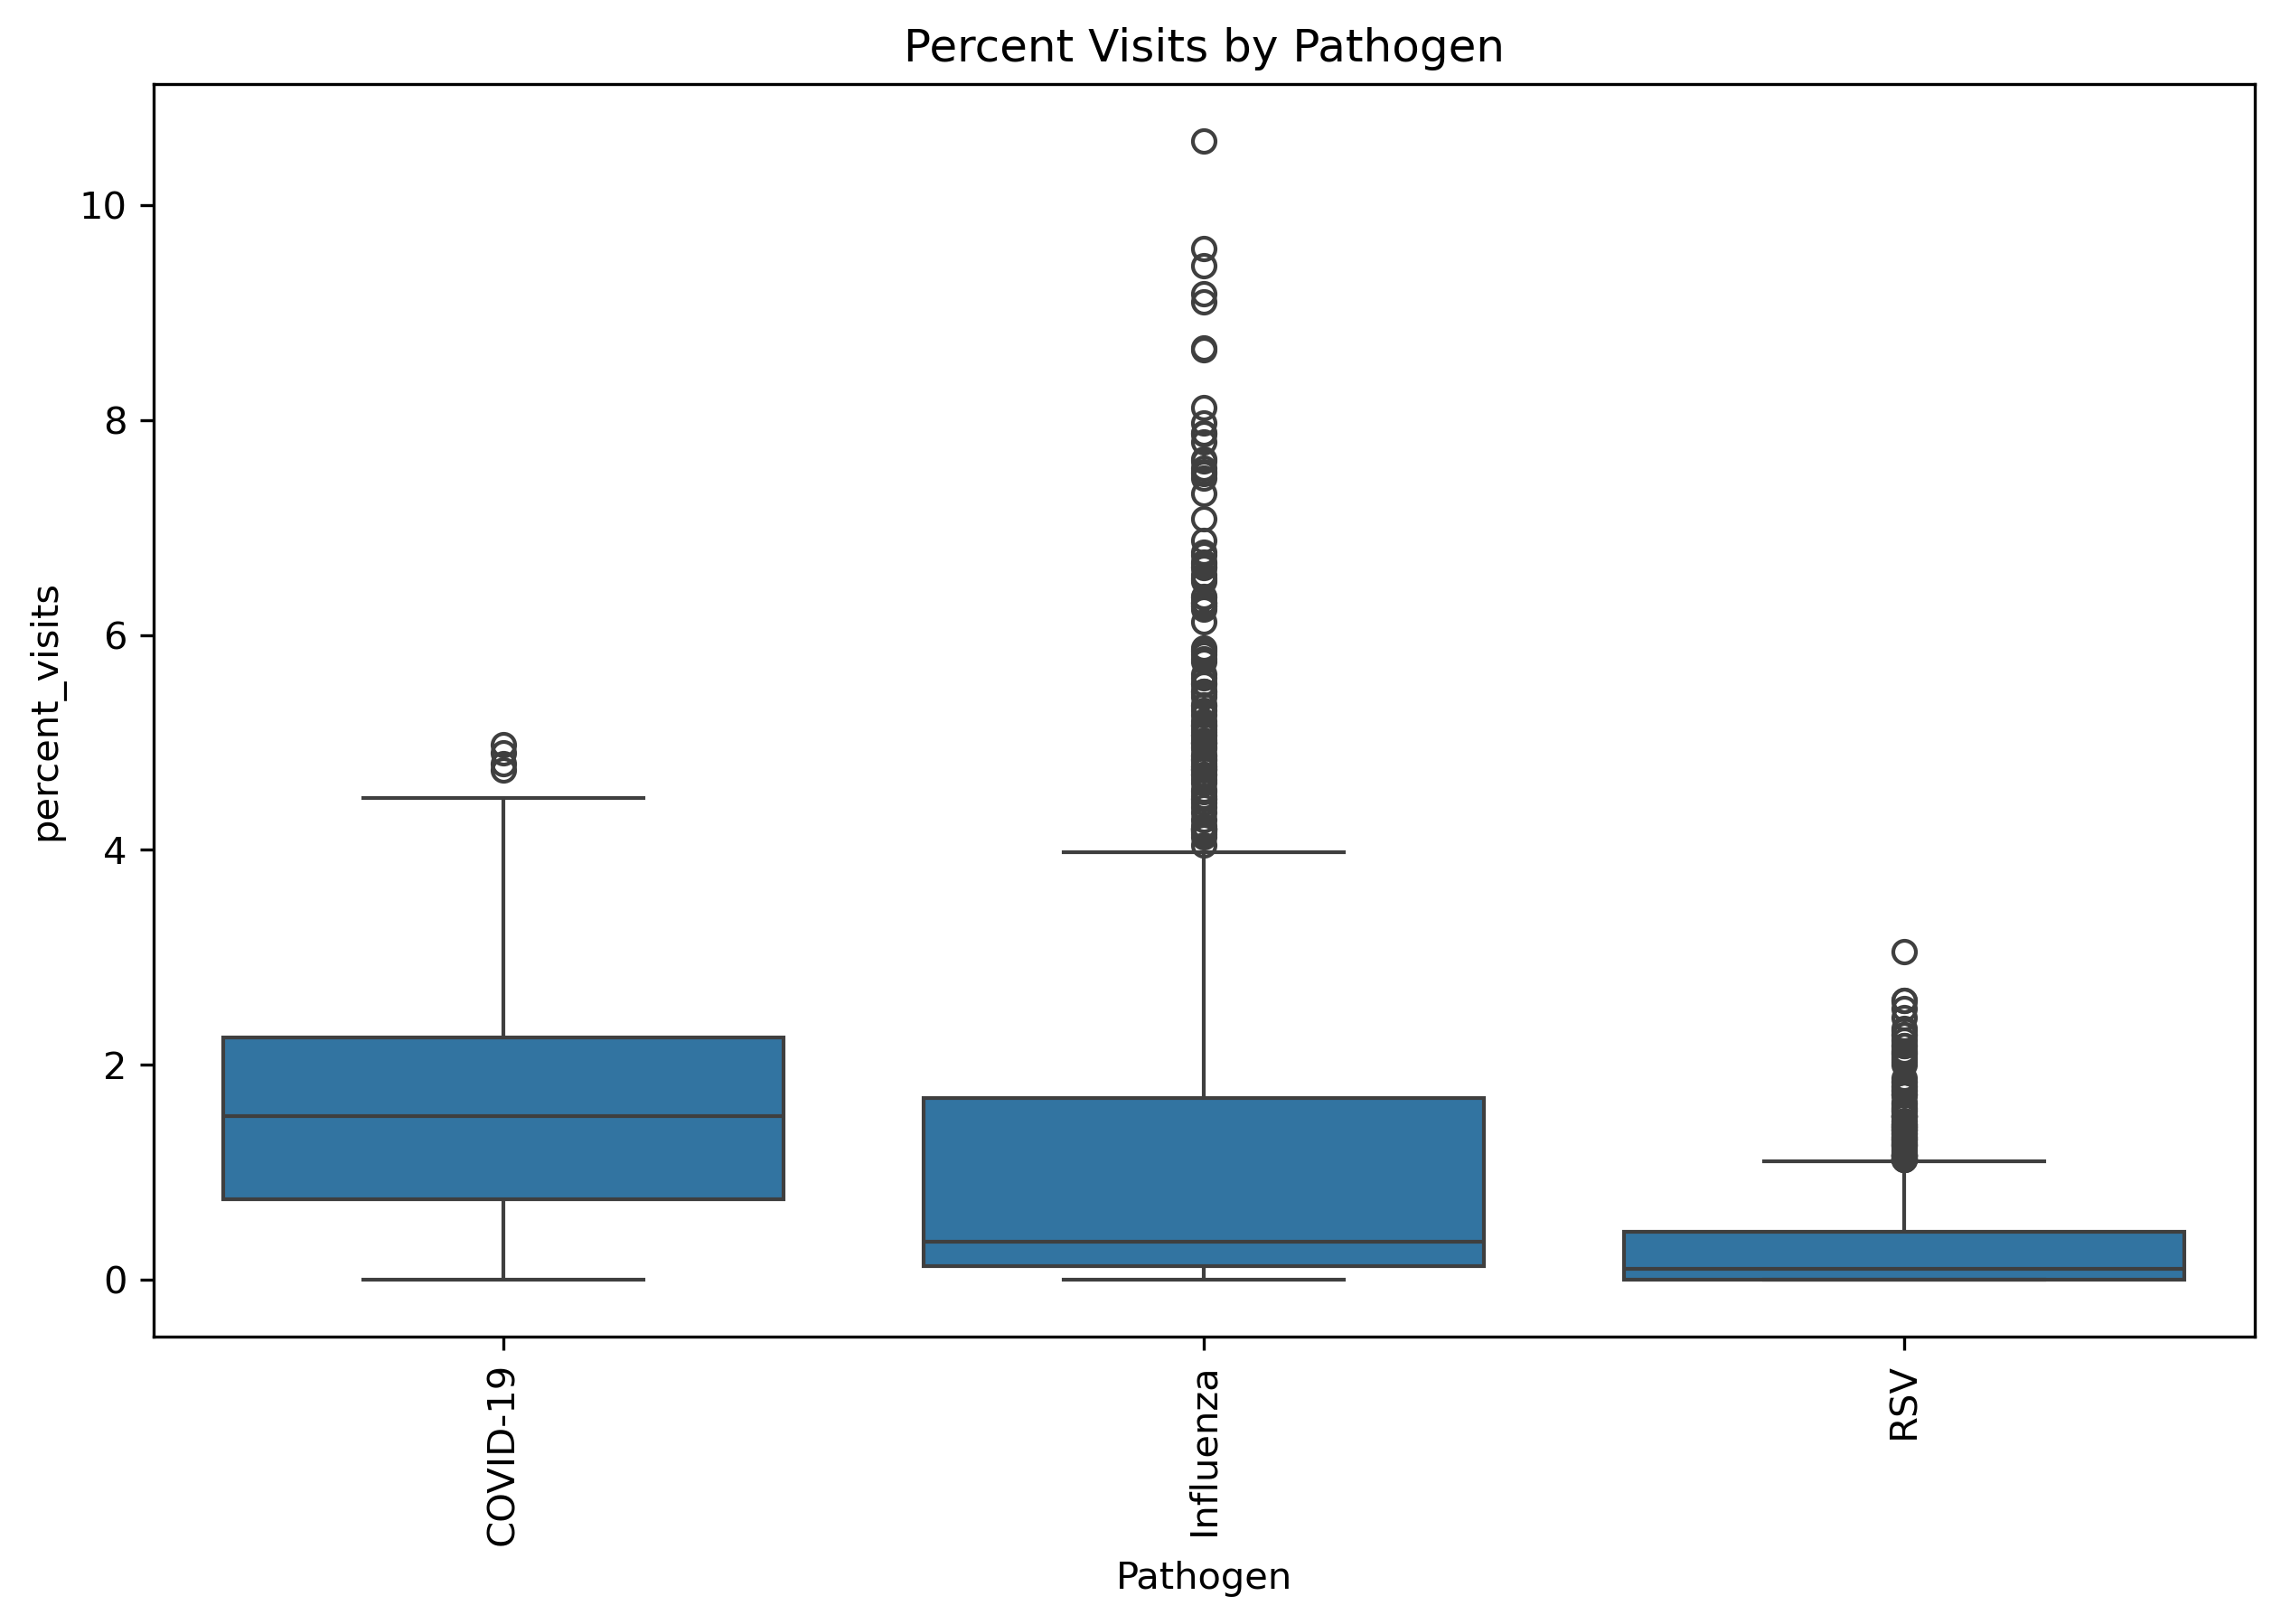 Percent Visits by Pathogen
percent_visits
10
8
6
4
2
0
COVID-19
Influenza
RSV
Pathogen